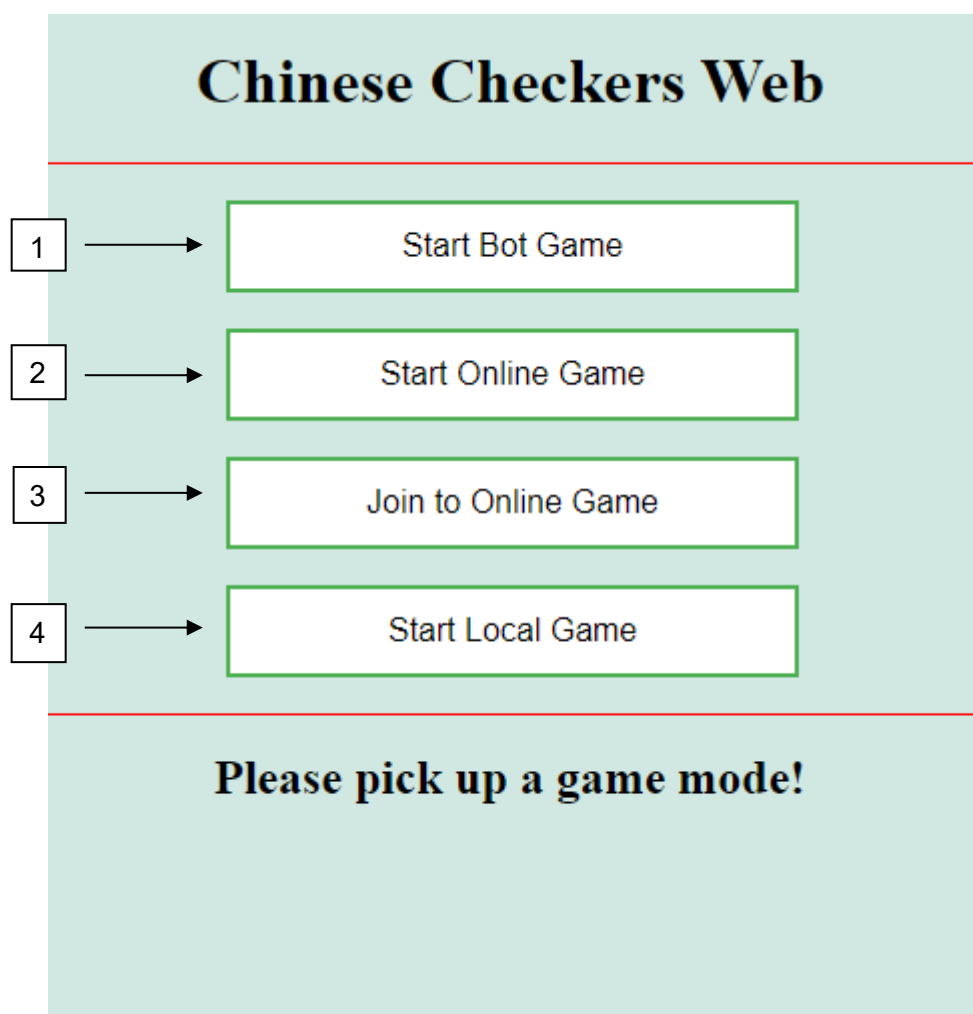 Chinese Checkers Web
1
Start Bot Game
2
Start Online Game
3
Join to Online Game
4
Start Local Game
Please pick up a game mode!